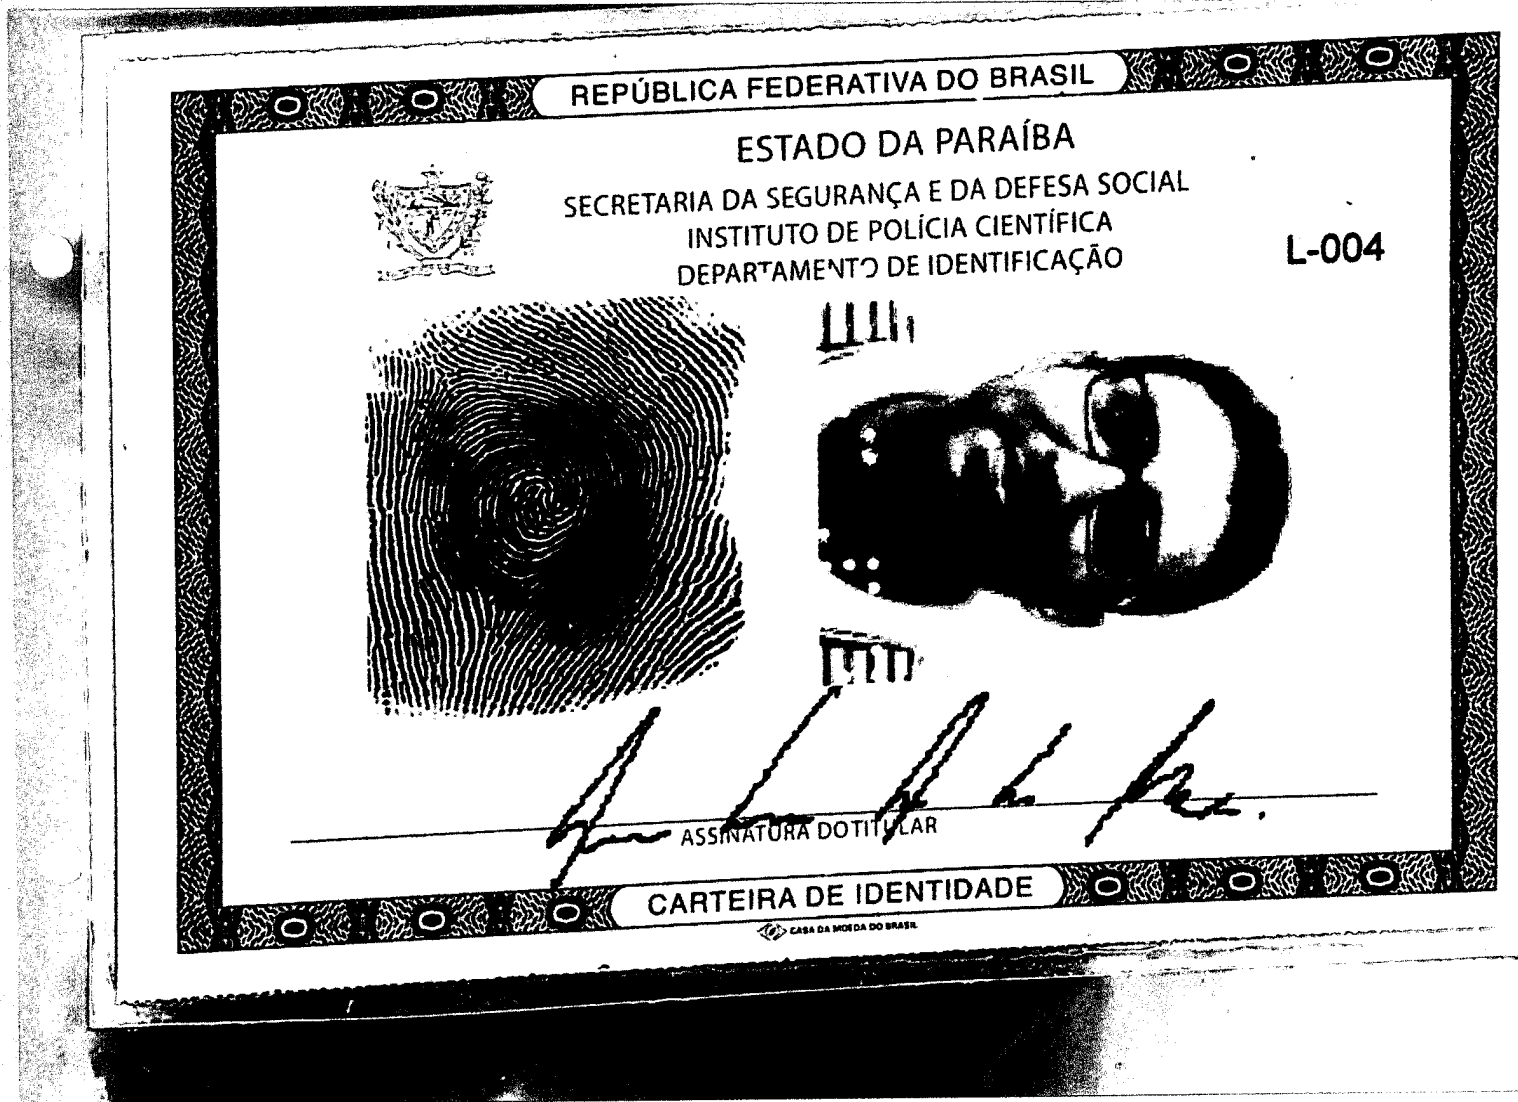 REPÚBLICA FEDERATIVA DO BRASIL
ESTADO DA PARAÍBA
SECRETARIA DA SEGURANÇA E DA DEFESA SOCIAL
INSTITUTO DE POLÍCIA CIENTÍFICA
DEPARTAMENTO DE IDENTIFICAÇÃO
L-004
ASSINATURA DO TITULAR
CARTEIRA DE IDENTIDADE
CASA DA MOEDA DO BRASIL